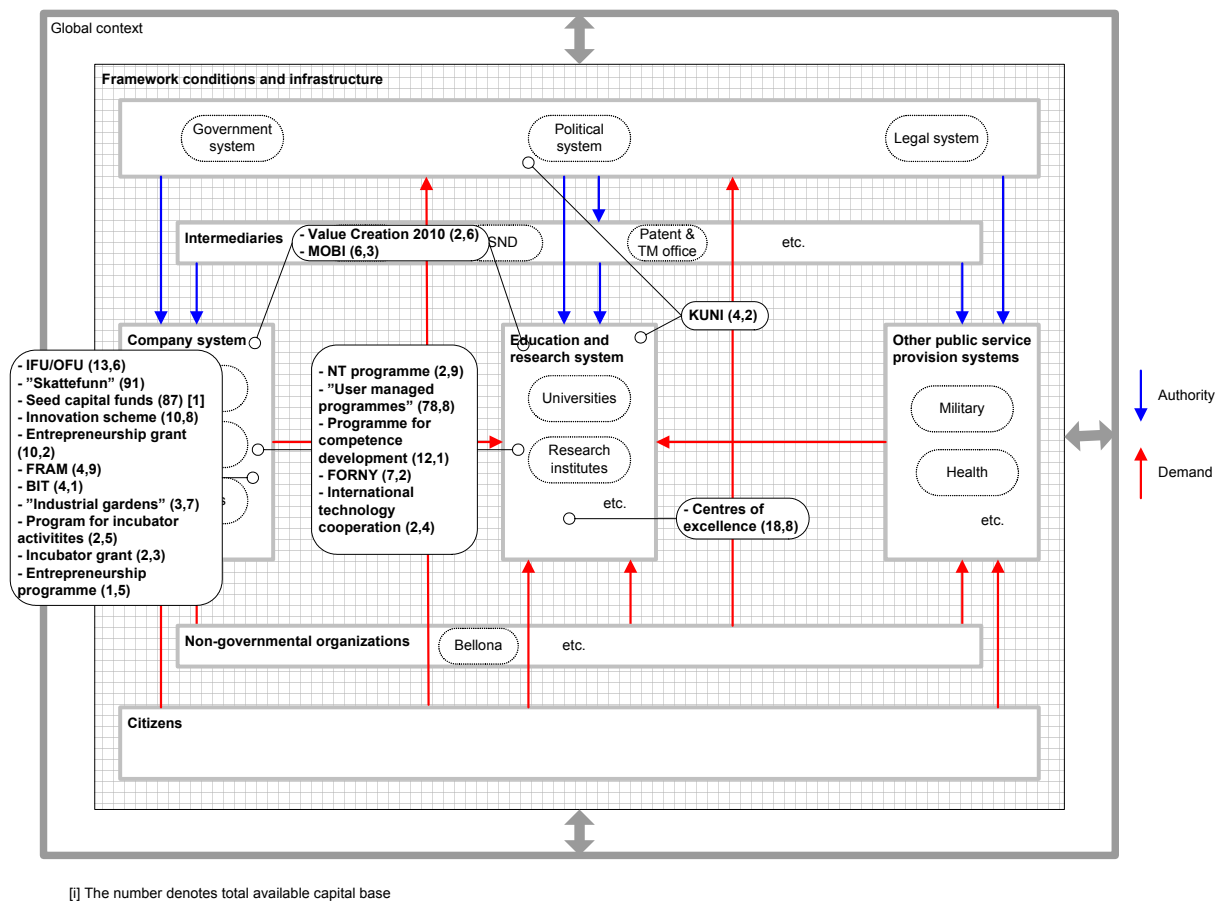 Global context
Framework conditions and infrastructure
Government
system
Political
system
Legal system
Intermediaries
- Value Creation 2010 (2,6)
- MOBI (6,3)
SND
Patent &
TM office
etc.
KUNI (4,2)
Company system
Education and
research system
Other public service
provision systems
- IFU/OFU (13,6)
- ”Skattefunn” (91)
- Seed capital funds (87) [1]
- Innovation scheme (10,8)
- Entrepreneurship grant
(10,2)
- FRAM (4,9)
- BIT (4,1)
- ”Industrial gardens” (3,7)
- Program for incubator
activitites (2,5)
- Incubator grant (2,3)
- Entrepreneurship
programme (1,5)
s
- NT programme (2,9)
- ”User managed
programmes” (78,8)
- Programme for
competence
development (12,1)
- FORNY (7,2)
- International
technology
cooperation (2,4)
Universities
Research
institutes
etc.
- Centres of
excellence (18,8)
Military
Health
etc.
Authority
Demand
Non-governmental organizations
Bellona
etc.
Citizens
[i] The number denotes total available capital base